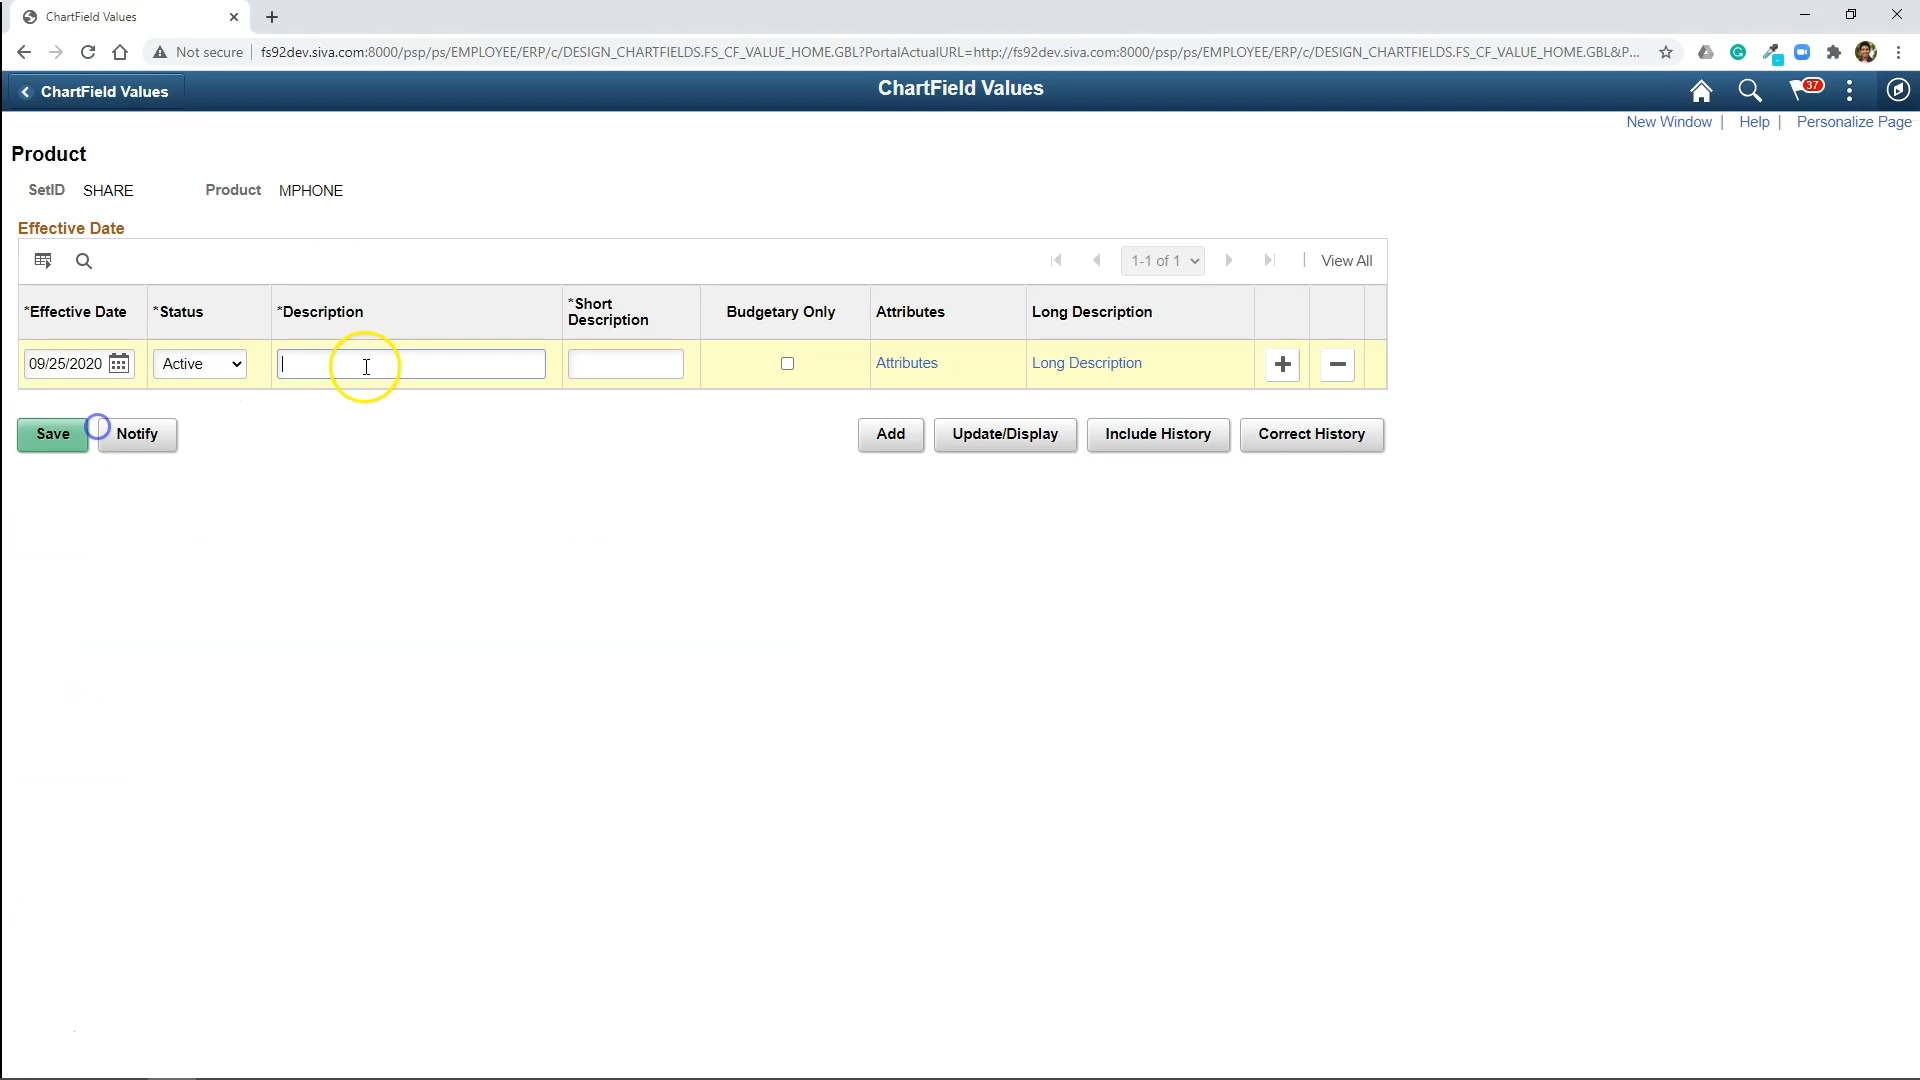 ChartField Values
Not secure
fs92dev.siva.com:8000/psp/ps/EMPLOYEE/ERP/c/DESIGN_CHARTFIELDS.FS_CF_VALUE_HOME.GBL?PortalActualURL=http://fs92dev.siva.com:8000/psp/ps/EMPLOYEE/ERP/c/DESIGN_CHARTFIELDS.FS_CF_VALUE_HOME.GBL&P...
ChartField Values
ChartField Values
37
New Window | Help | Personalize Page
Product
SetID SHARE Product MPHONE
Effective Date
1-1 of 1 | View All
*Effective Date *Status *Description *Short Description Budgetary Only Attributes Long Description
09/25/2020 Active Attributes Long Description
Save Notify Add Update/Display Include History Correct History